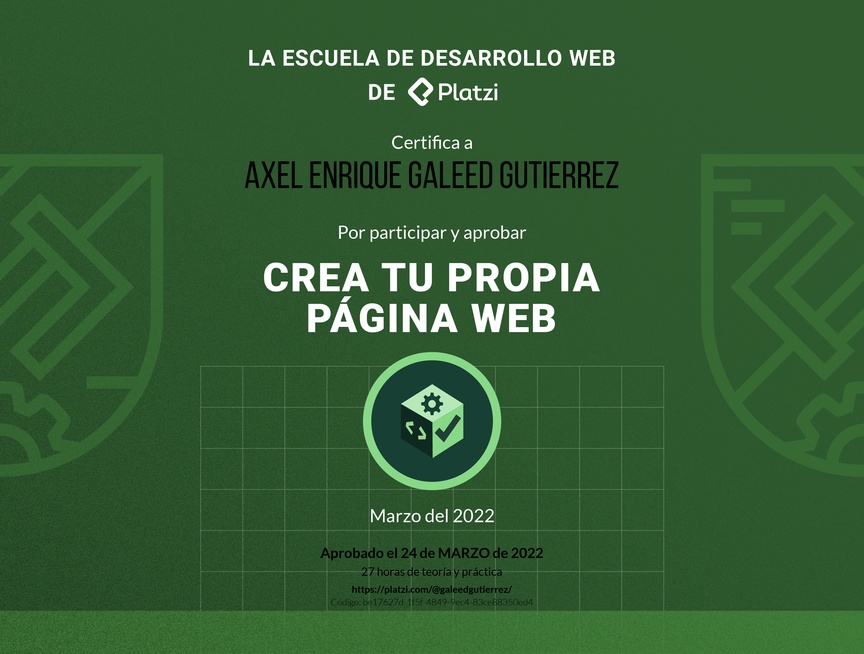 LA ESCUELA DE DESARROLLO WEB
DE Platzi
Certifica a
AXEL ENRIQUE GALEED GUTIERREZ
Por participar y aprobar
CREA TU PROPIA
PÁGINA WEB
Marzo del 2022
Aprobado el 24 de MARZO de 2022
27 horas de teoría y práctica
https://platzi.com/@galeedgutierrez/
Código: